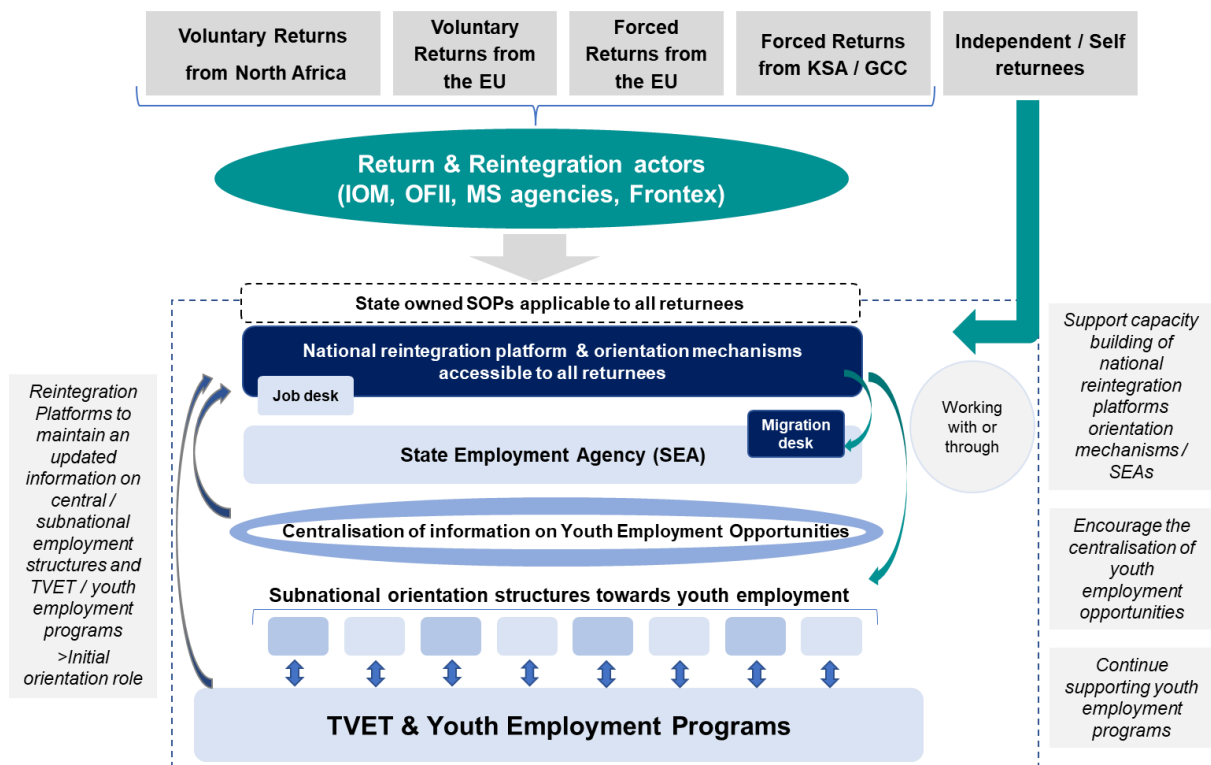 Voluntary Returns
from North Africa
Voluntary
Returns from
the EU
Forced
Returns
from the EU
Forced Returns
from KSA / GCC
Independent / Self
returnees
Return & Reintegration actors
(IOM, OFII, MS agencies, Frontex)
State owned SOPs applicable to all returnees
National reintegration platform & orientation mechanisms
accessible to all returnees
Job desk
Migration
desk
State Employment Agency (SEA)
Centralisation of information on Youth Employment Opportunities
Subnational orientation structures towards youth employment
TVET & Youth Employment Programs
Reintegration
Platforms to
maintain an
updated
information on
central /
subnational
employment
structures and
TVET / youth
employment
programs
>Initial
orientation role
Working
with or
through
Support capacity
building of
national
reintegration
platforms
orientation
mechanisms /
SEAs
Encourage the
centralisation of
youth
employment
opportunities
Continue
supporting youth
employment
programs